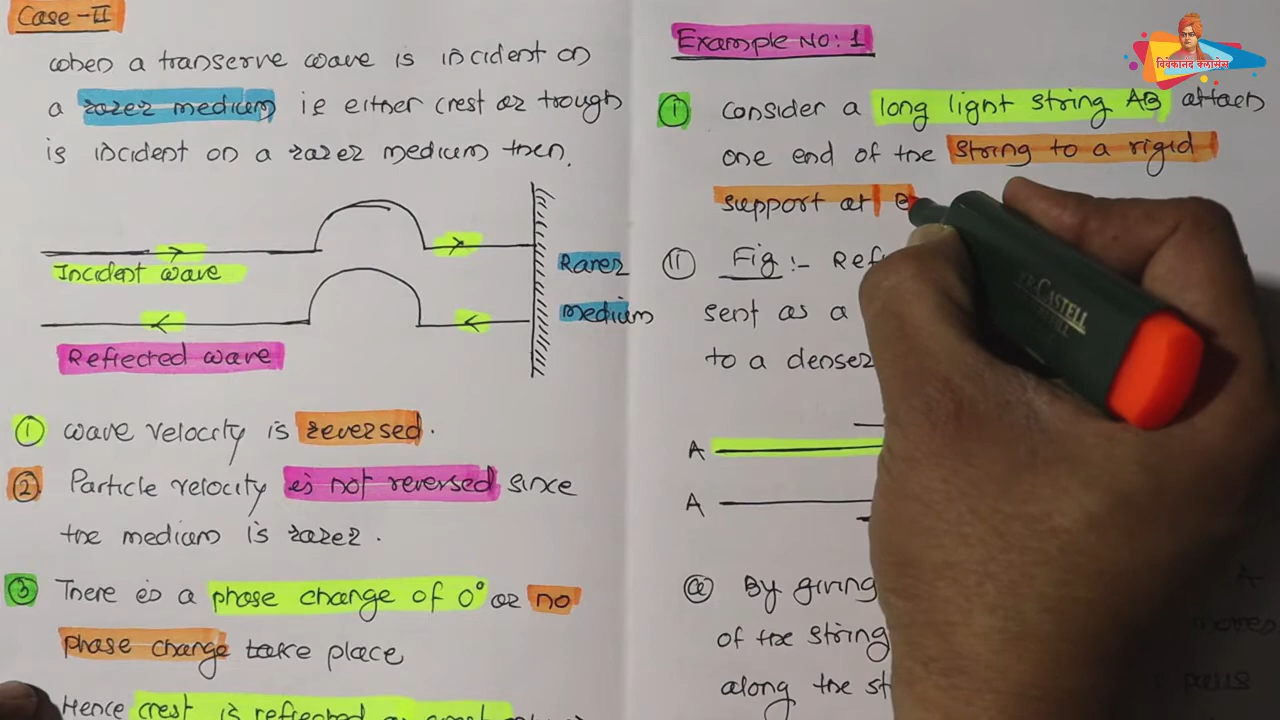 Case-II
when a transerve wave is incident on
a rarer medium ie either crest or trough
is incident on a rarer medium then,
Incident wave
Rarer
medium
Reflected wave
① wave velocity is reversed.
② Particle velocity is not reversed since
the medium is rarer.
③ There is a phase change of 0° or no
phase change take place
Hence crest is reflected
Example No: 1
विवेकानंद क्लासेस
① consider a long light string AB attach
one end of the string to a rigid
support at
⑪ Fig :- Ref
sent as a
to a denser
A
A
ⓐ By giving
of the string
along the st
FABER-CASTELL